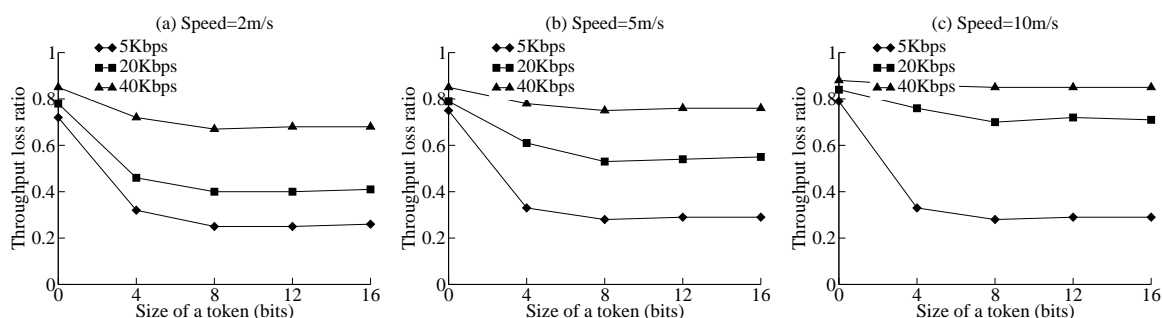 (a) Speed=2m/s
5Kbps
20Kbps
40Kbps
Throughput loss ratio
1
0.8
0.6
0.4
0.2
0
0 4 8 12 16
Size of a token (bits)
(b) Speed=5m/s
5Kbps
20Kbps
40Kbps
Throughput loss ratio
1
0.8
0.6
0.4
0.2
0
0 4 8 12 16
Size of a token (bits)
(c) Speed=10m/s
5Kbps
20Kbps
40Kbps
Throughput loss ratio
1
0.8
0.6
0.4
0.2
0
0 4 8 12 16
Size of a token (bits)